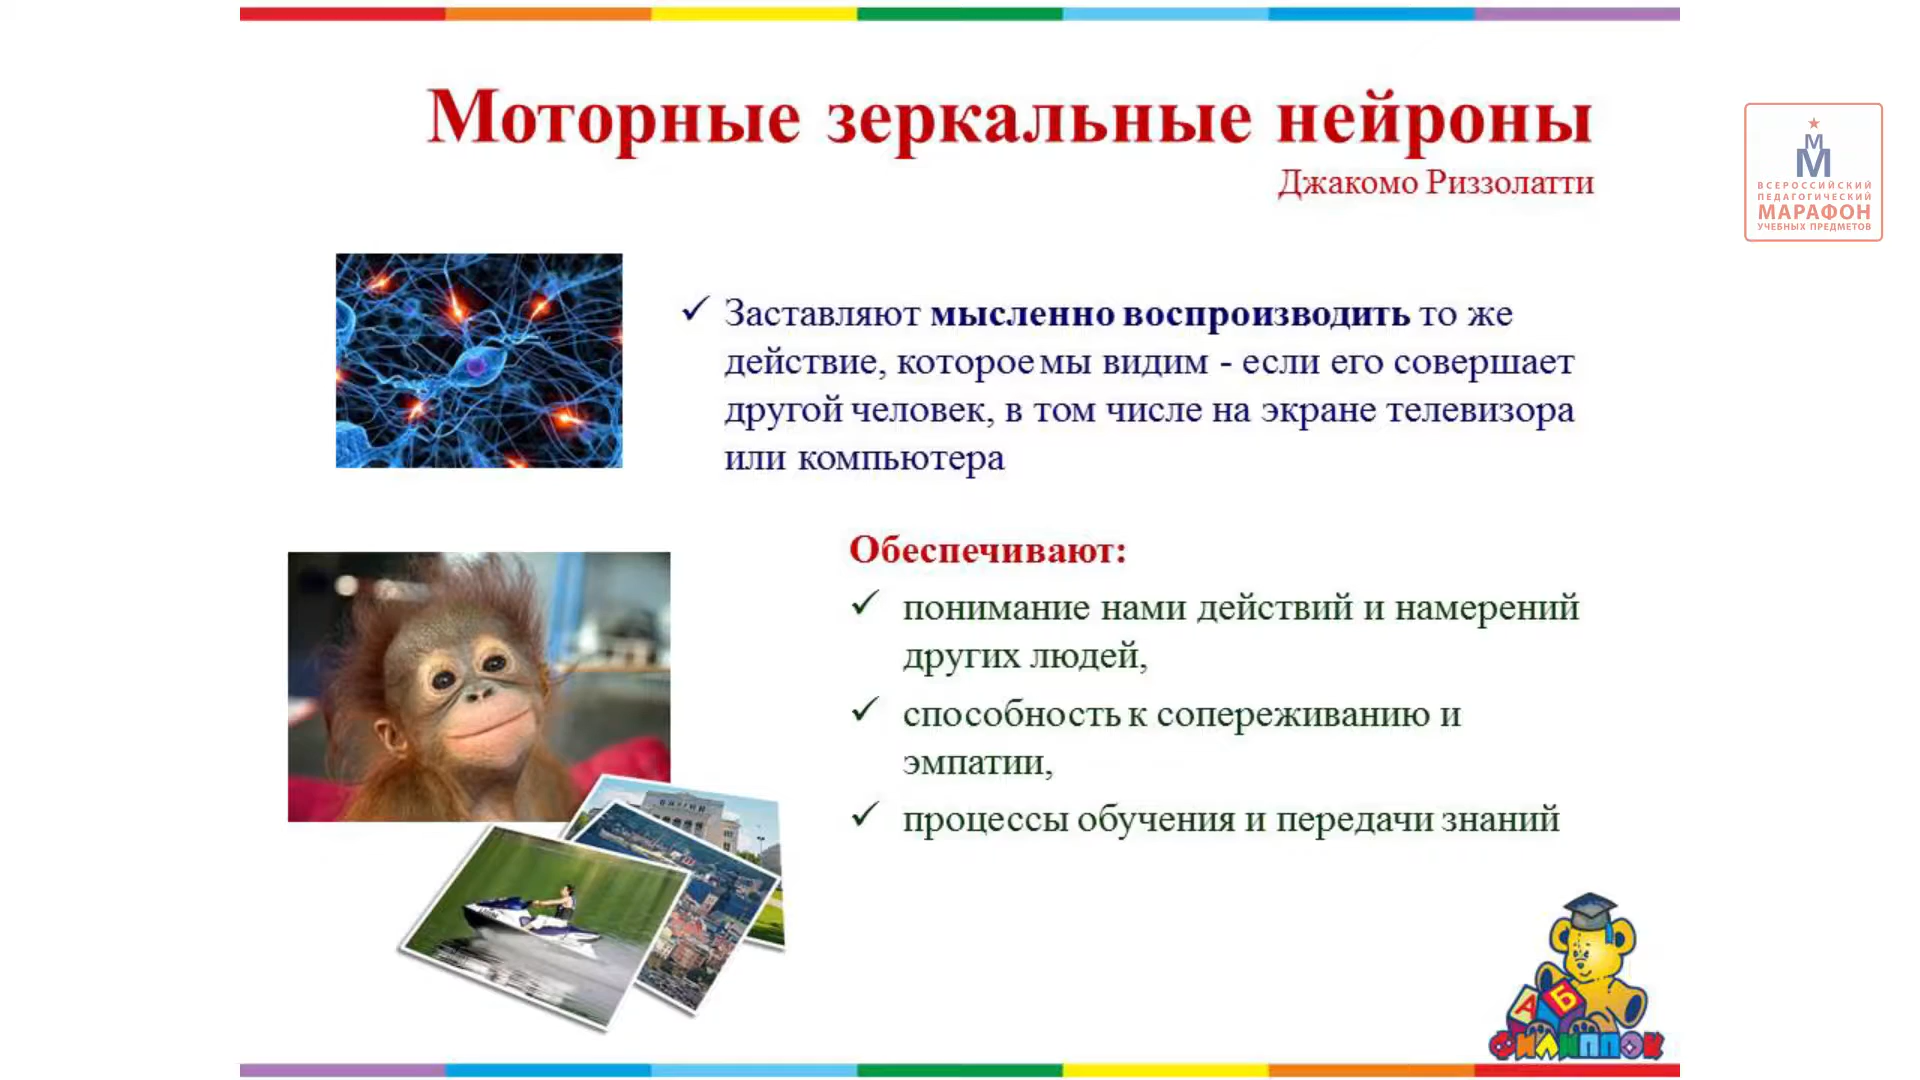 Моторные зеркальные нейроны
Джакомо Риззолатти
М
М
ВСЕРОССИЙСКИЙ
ПЕДАГОГИЧЕСКИЙ
МАРАФОН
УЧЕБНЫХ ПРЕДМЕТОВ
✓ Заставляют мысленно воспроизводить то же
действие, которое мы видим - если его совершает
другой человек, в том числе на экране телевизора
или компьютера
Обеспечивают:
✓ понимание нами действий и намерений
других людей,
✓ способность к сопереживанию и
эмпатии,
✓ процессы обучения и передачи знаний
А Б
ФИЛИППОК